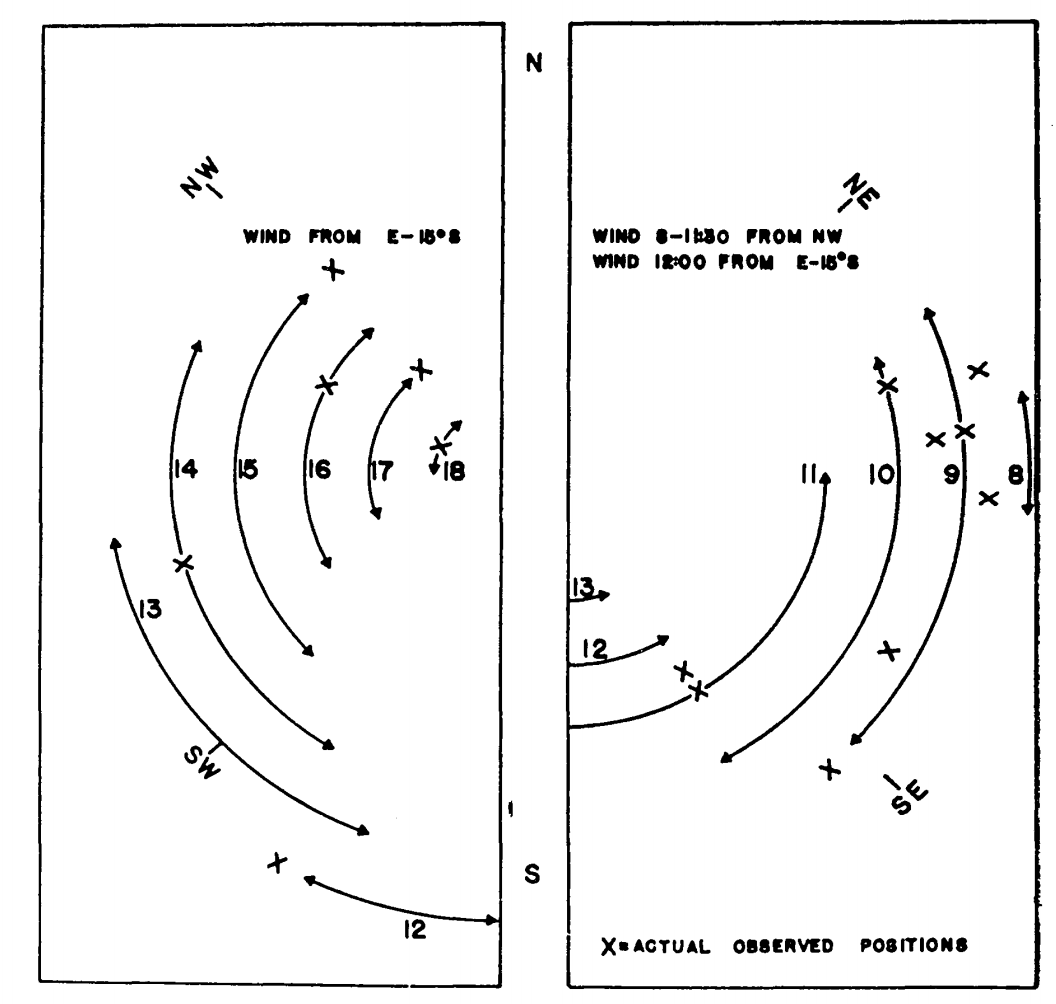 N
NW
NE
WIND FROM E-15°S
WIND 8-11:30 FROM NW
WIND 12:00 FROM E-15°S
14
15
16
17
18
11
10
9
8
13
13
12
SW
SE
S
12
X=ACTUAL OBSERVED POSITIONS